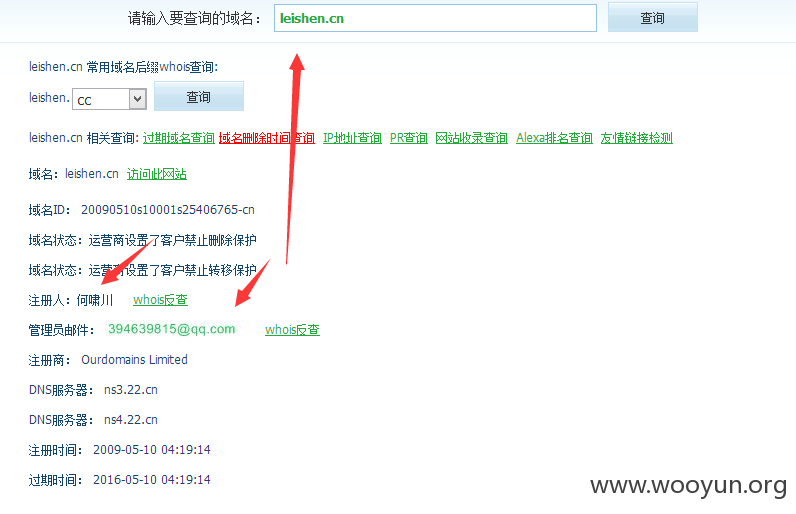 请输入要查询的域名： leishen.cn 查询
leishen.cn 常用域名后缀whois查询:
leishen. cc 查询
leishen.cn 相关查询: 过期域名查询 域名删除时间查询 IP地址查询 PR查询 网站收录查询 Alexa排名查询 友情链接检测
域名：leishen.cn 访问此网站
域名ID： 20090510s10001s25406765-cn
域名状态：运营商设置了客户禁止删除保护
域名状态：运营商设置了客户禁止转移保护
注册人：何啸川 whois反查
管理员邮件： 394639815@qq.com whois反查
注册商： Ourdomains Limited
DNS服务器： ns3.22.cn
DNS服务器： ns4.22.cn
注册时间： 2009-05-10 04:19:14
过期时间： 2016-05-10 04:19:14
www.wooyun.org